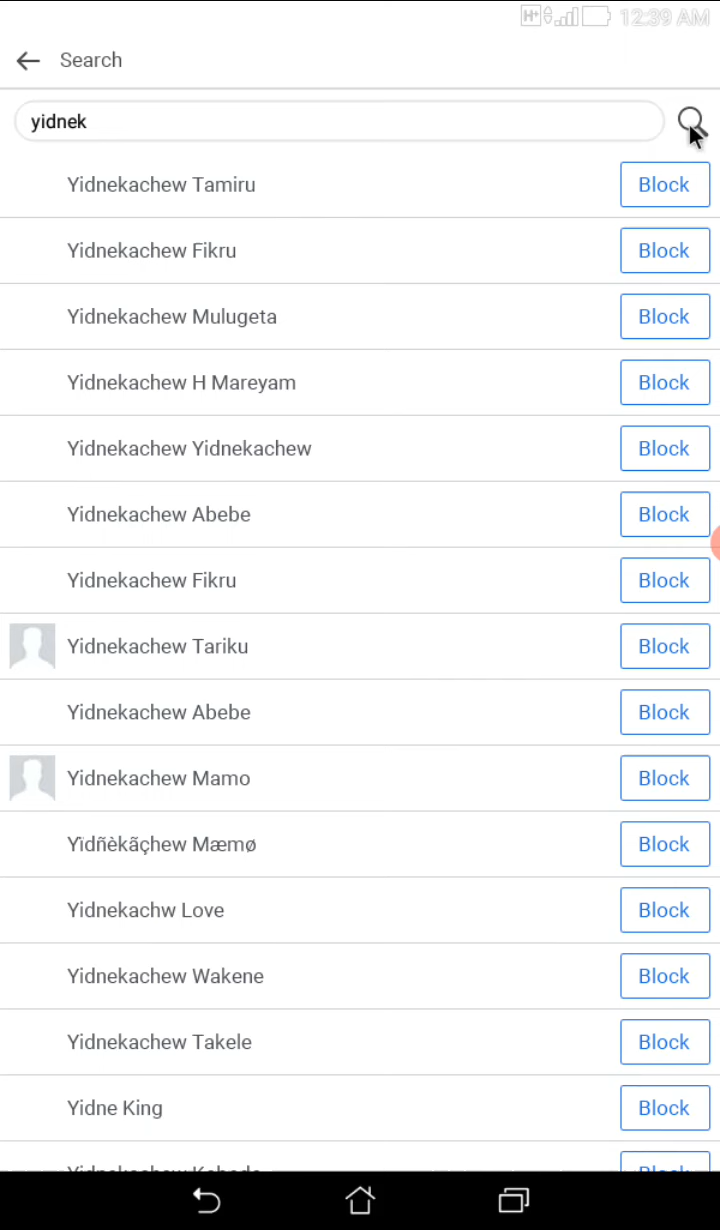 H+ 12:39 AM
Search
yidnek
Yidnekachew Tamiru Block
Yidnekachew Fikru Block
Yidnekachew Mulugeta Block
Yidnekachew H Mareyam Block
Yidnekachew Yidnekachew Block
Yidnekachew Abebe Block
Yidnekachew Fikru Block
Yidnekachew Tariku Block
Yidnekachew Abebe Block
Yidnekachew Mamo Block
Yïdñèkãçhew Mæmø Block
Yidnekachw Love Block
Yidnekachew Wakene Block
Yidnekachew Takele Block
Yidne King Block